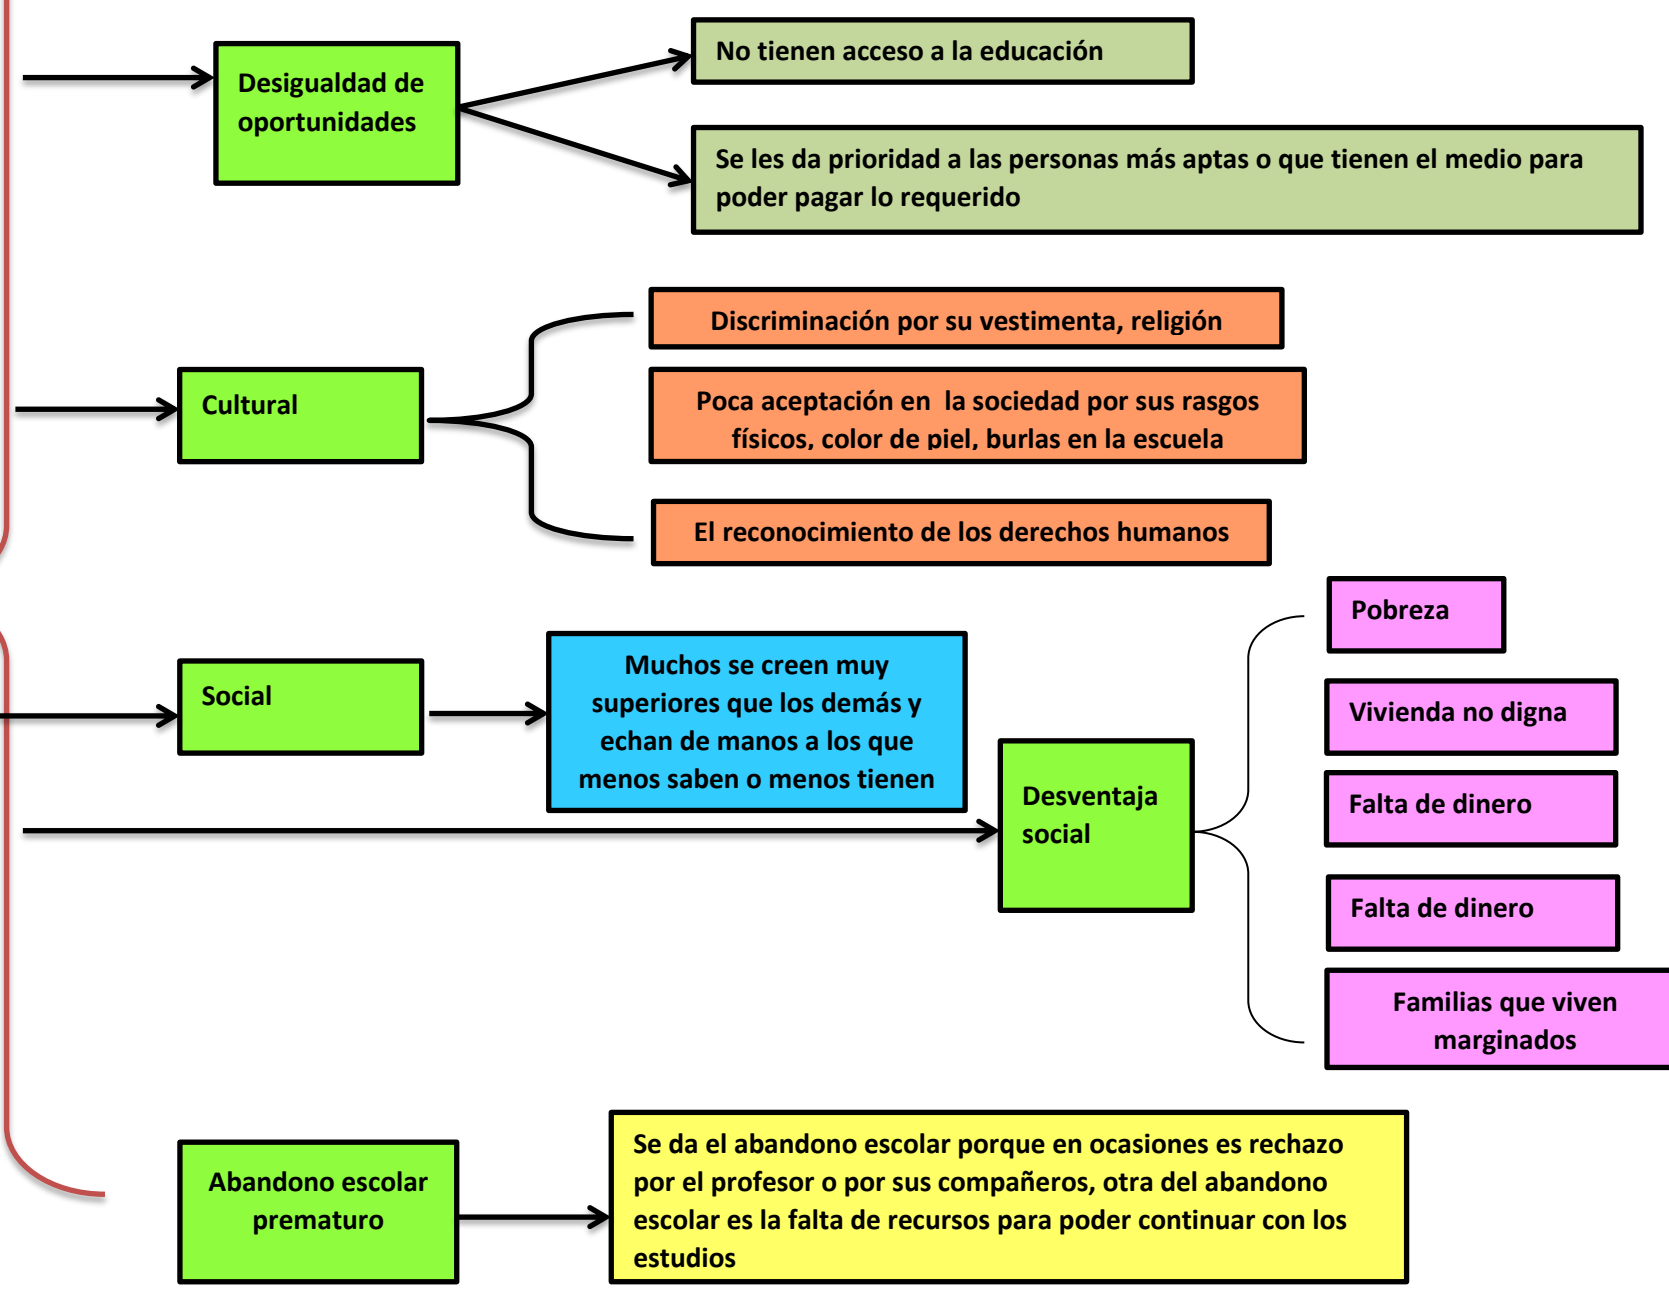 No tienen acceso a la educación
Desigualdad de
oportunidades
Se les da prioridad a las personas más aptas o que tienen el medio para
poder pagar lo requerido
Discriminación por su vestimenta, religión
Cultural
Poca aceptación en la sociedad por sus rasgos
físicos, color de piel, burlas en la escuela
El reconocimiento de los derechos humanos
Social
Muchos se creen muy
superiores que los demás y
echan de manos a los que
menos saben o menos tienen
Desventaja
social
Pobreza
Vivienda no digna
Falta de dinero
Falta de dinero
Familias que viven
marginados
Abandono escolar
prematuro
Se da el abandono escolar porque en ocasiones es rechazo
por el profesor o por sus compañeros, otra del abandono
escolar es la falta de recursos para poder continuar con los
estudios